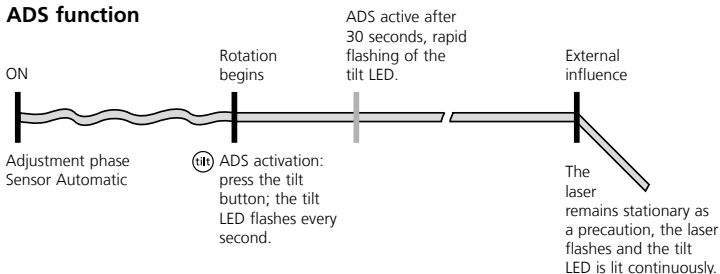 ADS function
ON
Adjustment phase
Sensor Automatic
Rotation
begins
tilt
ADS activation:
press the tilt
button; the tilt
LED flashes every
second.
ADS active after
30 seconds, rapid
flashing of the
tilt LED.
External
influence
The
laser
remains stationary as
a precaution, the laser
flashes and the tilt
LED is lit continuously.